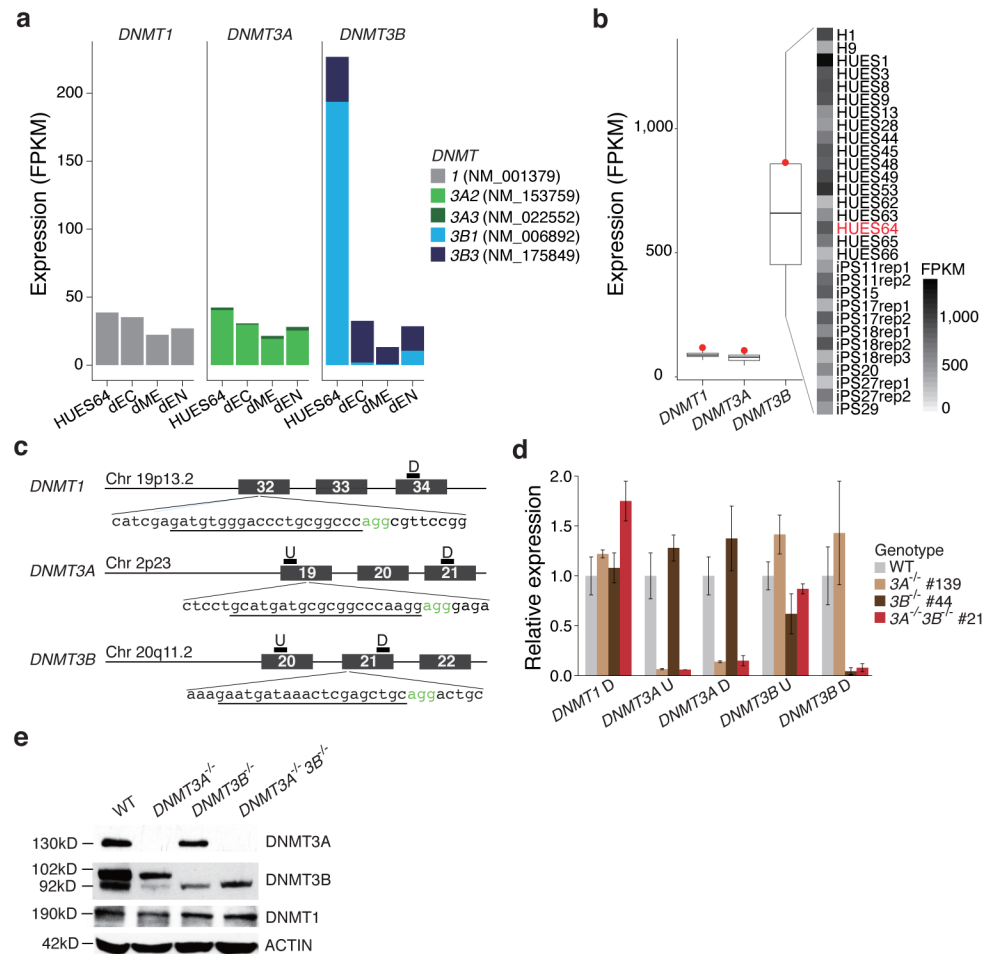 a
DNMT1 DNMT3A DNMT3B
Expression (FPKM)
200
150
100
50
0
HUES64 dEC dME dEN HUES64 dEC dME dEN HUES64 dEC dME dEN
DNMT
1 (NM_001379)
3A2 (NM_153759)
3A3 (NM_022552)
3B1 (NM_006892)
3B3 (NM_175849)
b
Expression (FPKM)
1,000
500
0
DNMT1 DNMT3A DNMT3B
H1
H9
HUES1
HUES3
HUES8
HUES9
HUES13
HUES28
HUES44
HUES45
HUES48
HUES49
HUES53
HUES62
HUES63
HUES64
HUES65
HUES66
iPS11rep1
iPS11rep2
iPS15
iPS17rep1
iPS17rep2
iPS18rep1
iPS18rep2
iPS18rep3
iPS20
iPS27rep1
iPS27rep2
iPS29
FPKM
1,000
500
0
c
DNMT1 Chr 19p13.2 32 33 34 D
catcgagatgtgggaccctgcggcccaggcgttccgg
DNMT3A Chr 2p23 U 19 20 21 D
ctcctgcatgatgcgcggcccaaggagggaga
DNMT3B Chr 20q11.2 U 20 21 D 22
aaagaatgataaactcgagctgcaggactgc
d
Relative expression
2.0
1.5
1.0
0.5
0.0
DNMT1 D DNMT3A U DNMT3A D DNMT3B U DNMT3B D
Genotype
WT
3A-/- #139
3B-/- #44
3A-/-3B-/- #21
e
WT DNMT3A-/- DNMT3B-/- DNMT3A-/-3B-/-
130kD DNMT3A
102kD
92kD DNMT3B
190kD DNMT1
42kD ACTIN